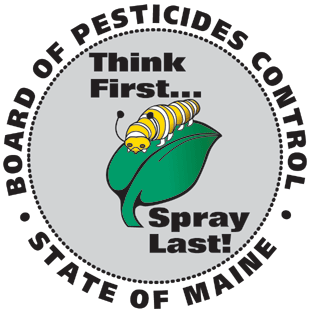 BOARD OF PESTICIDES CONTROL
Think
First...
Spray
Last!
• STATE OF MAINE •